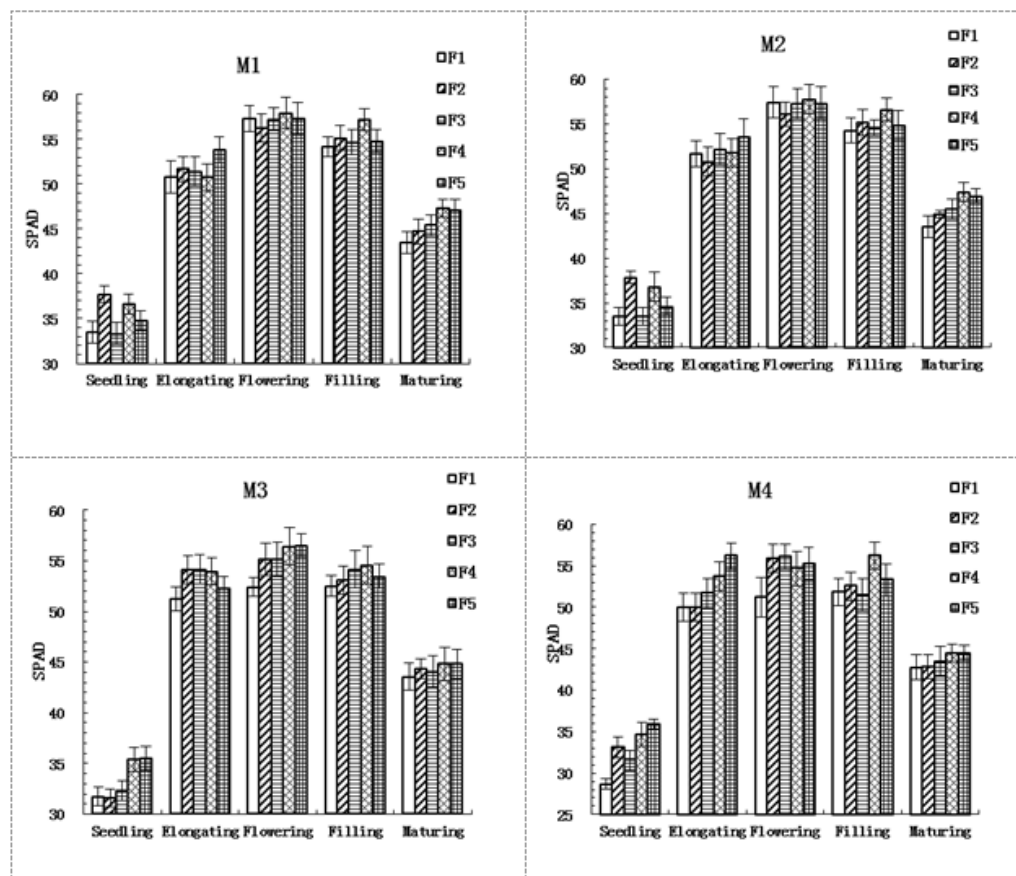 M1
F1
F2
F3
F4
F5
SPAD
60
55
50
45
40
35
30
Seedling Elongating Flowering Filling Maturing
M2
F1
F2
F3
F4
F5
SPAD
60
55
50
45
40
35
30
Seedling Elongating Flowering Filling Maturing
M3
F1
F2
F3
F4
F5
SPAD
60
55
50
45
40
35
30
Seedling Elongating Flowering Filling Maturing
M4
F1
F2
F3
F4
F5
SPAD
60
55
50
45
40
35
30
25
Seedling Elongating Flowering Filling Maturing